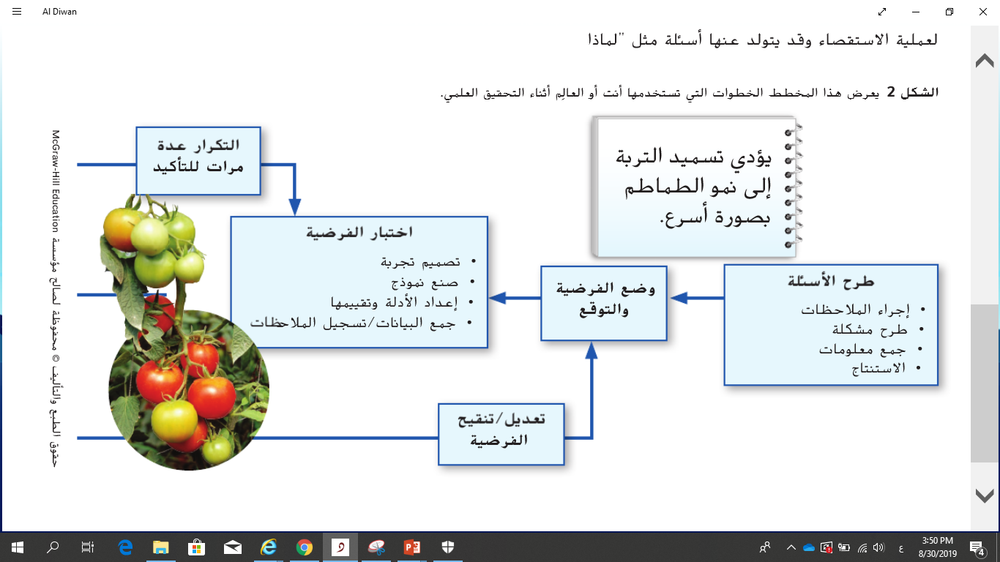 Al Diwan
لعملية الاستقصاء وقد يتولد عنها أسئلة مثل "لماذا
الشكل 2 يعرض هذا المخطط الخطوات التي تستخدمها أنت أو العالِم أثناء التحقيق العلمي.
يؤدي تسميد التربة
إلى نمو الطماطم
بصورة أسرع.
طرح الأسئلة
• إجراء الملاحظات
• طرح مشكلة
• جمع معلومات
• الاستنتاج
وضع الفرضية
والتوقع
التكرار عدة
مرات للتأكيد
اختبار الفرضية
• تصميم تجربة
• صنع نموذج
• إعداد الأدلة وتقييمها
• جمع البيانات/تسجيل الملاحظات
تعديل/تنقيح
الفرضية
حقوق الطبع والتأليف © محفوظة لصالح مؤسسة McGraw-Hill Education
ع
3:50 PM
8/30/2019
4